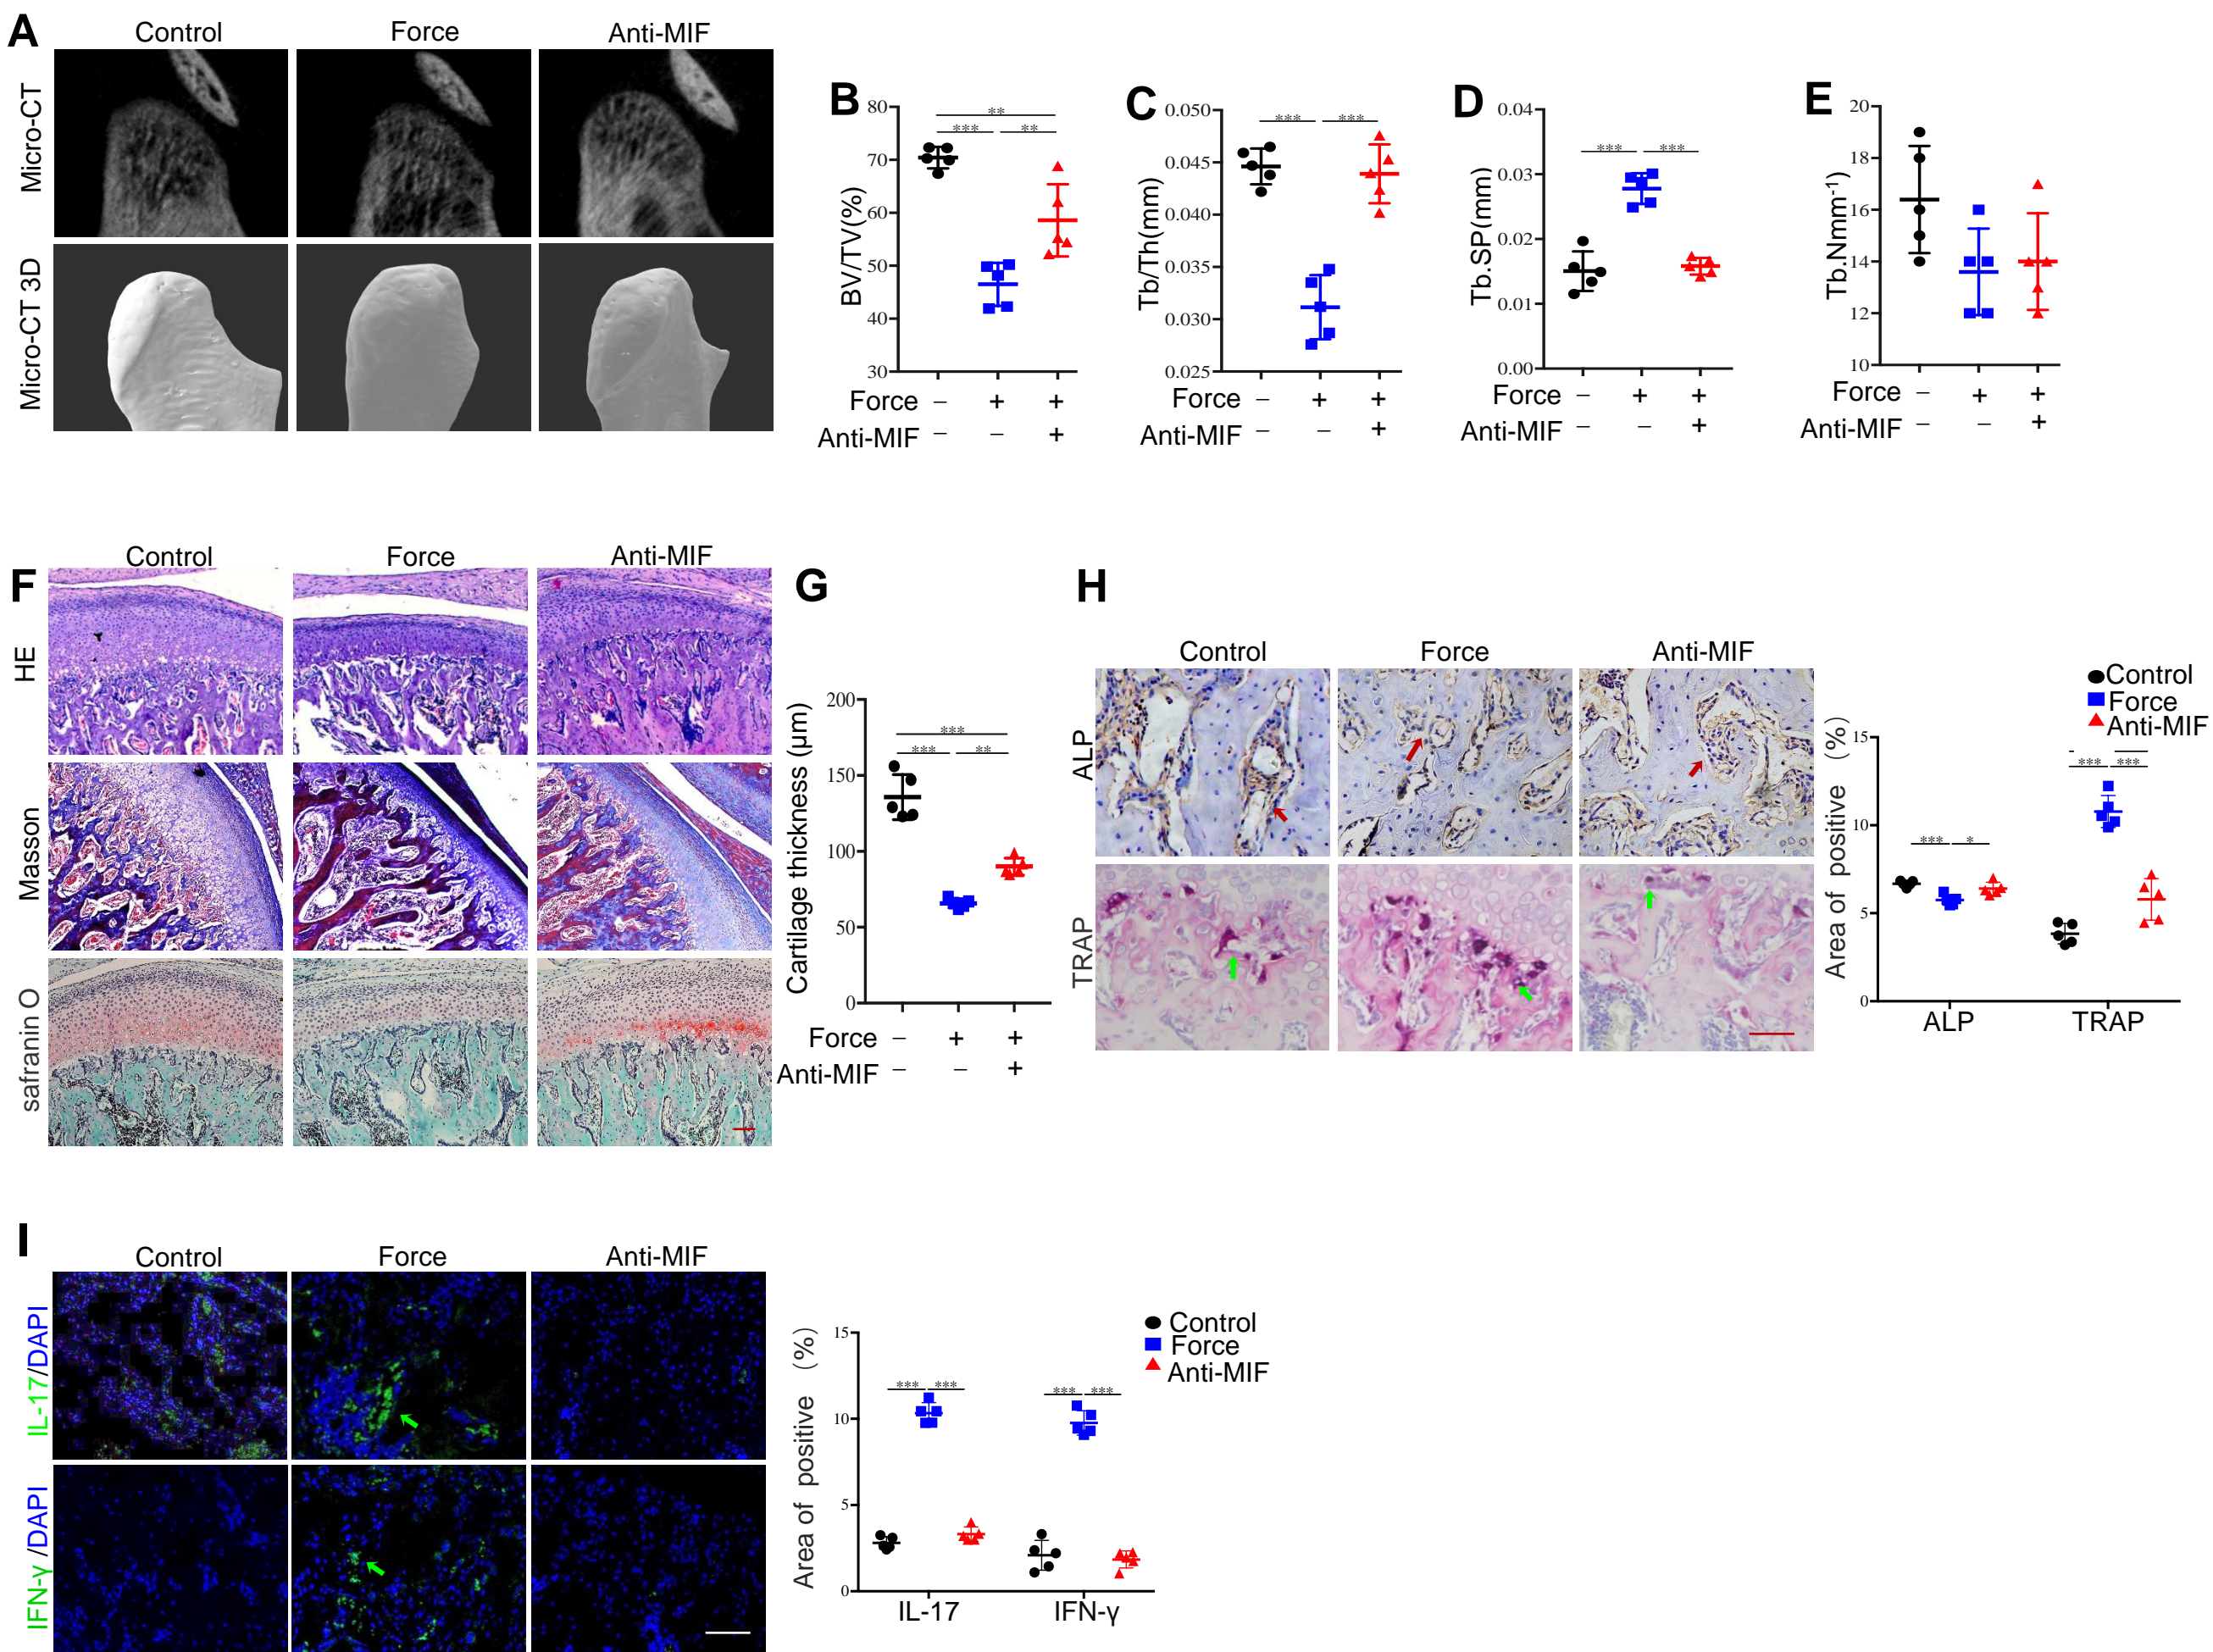 A
Control Force Anti-MIF
Micro-CT
Micro-CT 3D
B
BV/TV(%)
80
70
60
50
40
30
** 
*** **
Force − + +
Anti-MIF − − +
C
Tb/Th(mm)
0.050
0.045
0.040
0.035
0.030
0.025
*** ***
Force − + +
Anti-MIF − − +
D
Tb.SP(mm)
0.04
0.03
0.02
0.01
0.00
*** ***
Force − + +
Anti-MIF − − +
E
Tb.Nmm⁻¹)
20
18
16
14
12
10
Force − + +
Anti-MIF − − +
F
Control Force Anti-MIF
HE
Masson
safranin O
G
Cartilage thickness (μm)
200
150
100
50
0
***
*** **
Force − + +
Anti-MIF − − +
H
Control Force Anti-MIF
ALP
TRAP
Control
Force
Anti-MIF
Area of positive (%)
15
10
5
0
*** *
*** ***
ALP TRAP
I
Control Force Anti-MIF
IL-17/DAPI
IFN-γ /DAPI
Control
Force
Anti-MIF
Area of positive (%)
15
10
5
0
*** ***
*** ***
IL-17 IFN-γ